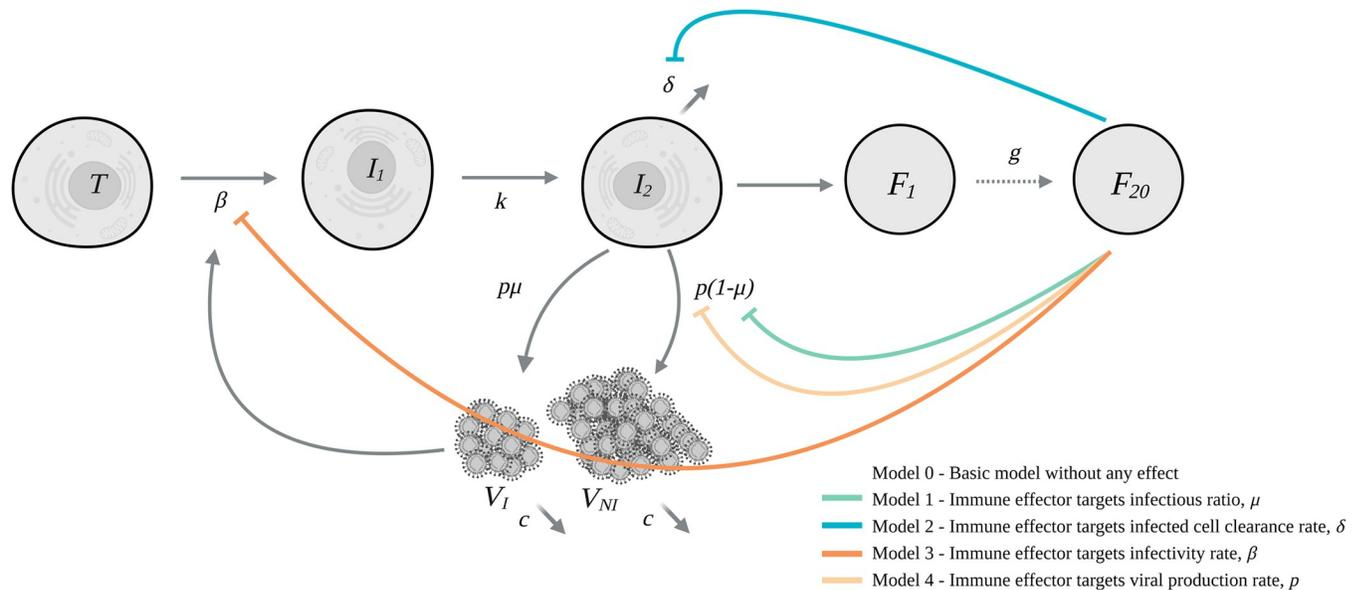 δ
T
I1
I2
F1
g
F20
β
k
pμ
p(1-μ)
VI
c
VNI
c
Model 0 - Basic model without any effect
Model 1 - Immune effector targets infectious ratio, μ
Model 2 - Immune effector targets infected cell clearance rate, δ
Model 3 - Immune effector targets infectivity rate, β
Model 4 - Immune effector targets viral production rate, p